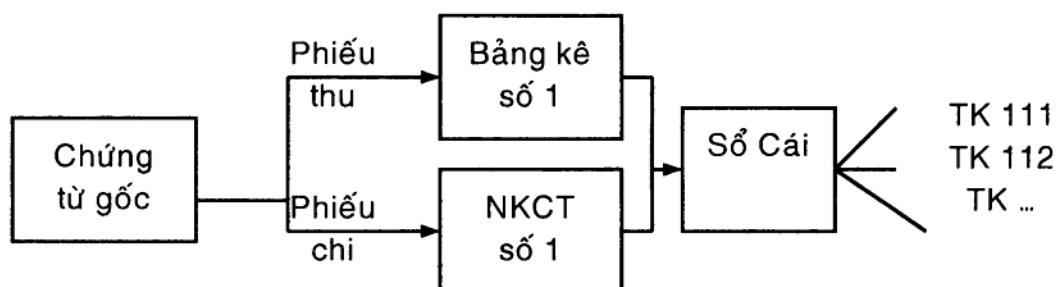 Chứng
từ gốc
Phiếu
thu
Phiếu
chi
Bảng kê
số 1
NKCT
số 1
Sổ Cái
TK 111
TK 112
TK ...